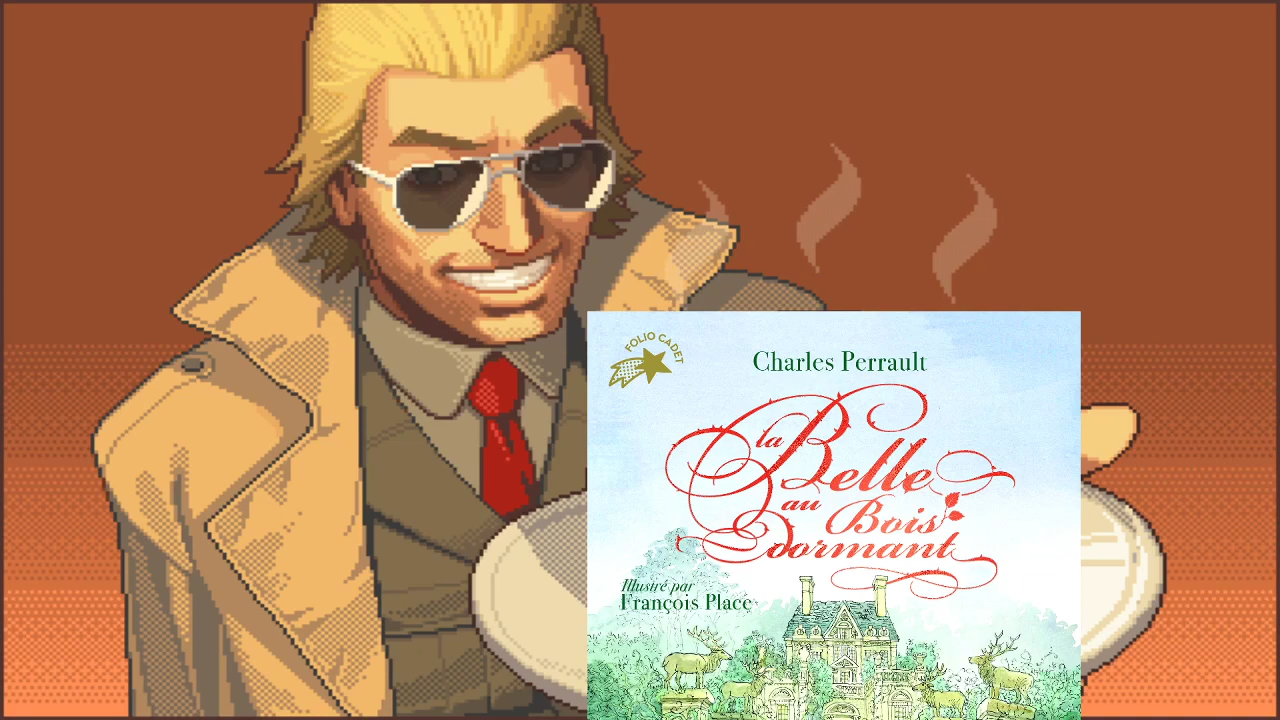 FOLIO CADET
Charles Perrault
la
Belle
au Bois
dormant
Illustré par
François Place